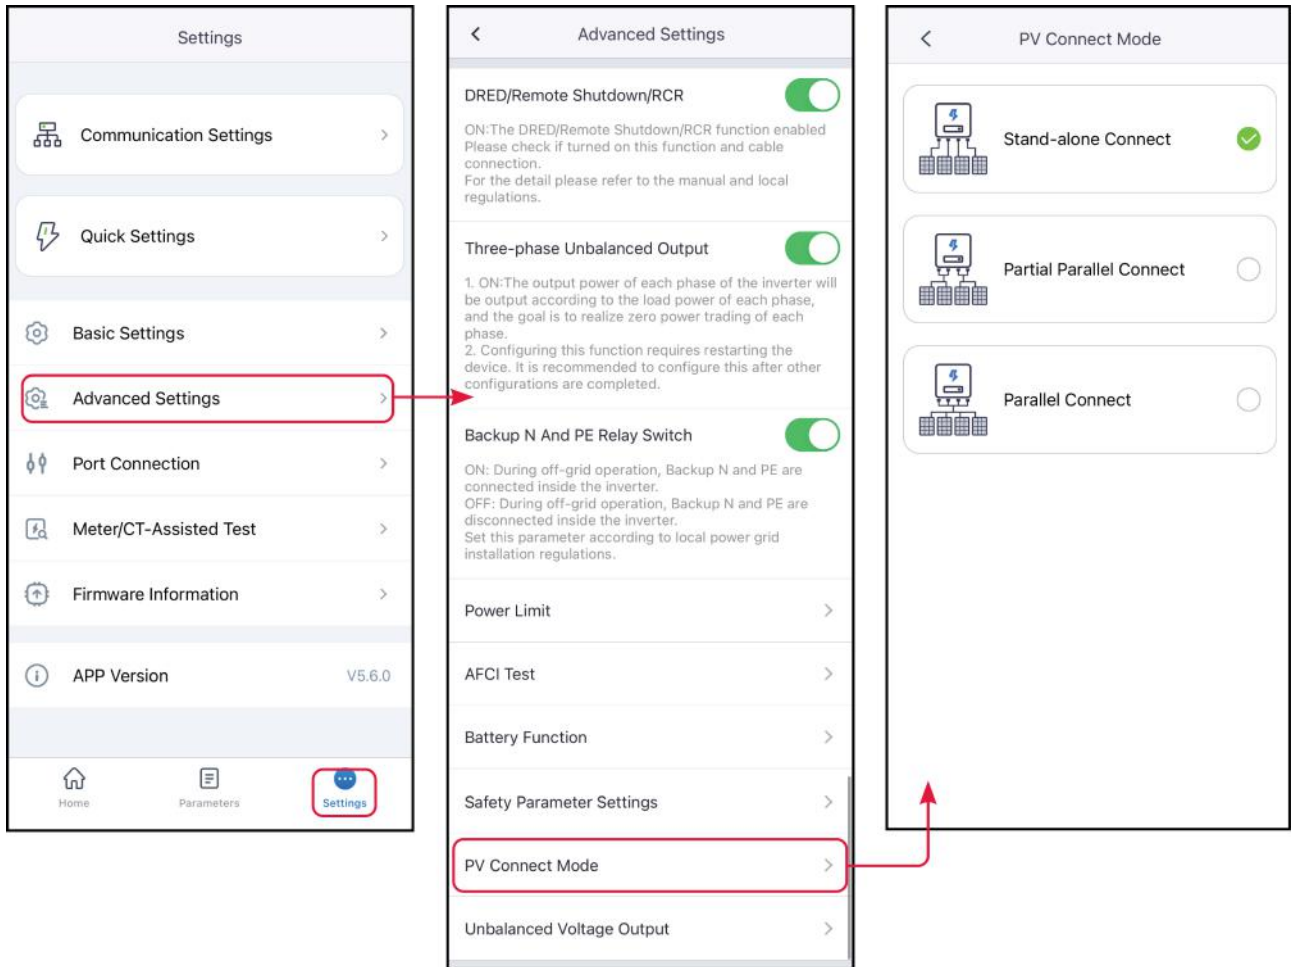 Settings
Communication Settings
Quick Settings
Basic Settings
Advanced Settings
Port Connection
Meter/CT-Assisted Test
Firmware Information
APP Version V5.6.0
Home Parameters Settings
Advanced Settings
DRED/Remote Shutdown/RCR
ON:The DRED/Remote Shutdown/RCR function enabled
Please check if turned on this function and cable
connection.
For the detail please refer to the manual and local
regulations.
Three-phase Unbalanced Output
1. ON:The output power of each phase of the inverter will
be output according to the load power of each phase,
and the goal is to realize zero power trading of each
phase.
2. Configuring this function requires restarting the
device. It is recommended to configure this after other
configurations are completed.
Backup N And PE Relay Switch
ON: During off-grid operation, Backup N and PE are
connected inside the inverter.
OFF: During off-grid operation, Backup N and PE are
disconnected inside the inverter.
Set this parameter according to local power grid
installation regulations.
Power Limit
AFCI Test
Battery Function
Safety Parameter Settings
PV Connect Mode
Unbalanced Voltage Output
PV Connect Mode
Stand-alone Connect
Partial Parallel Connect
Parallel Connect